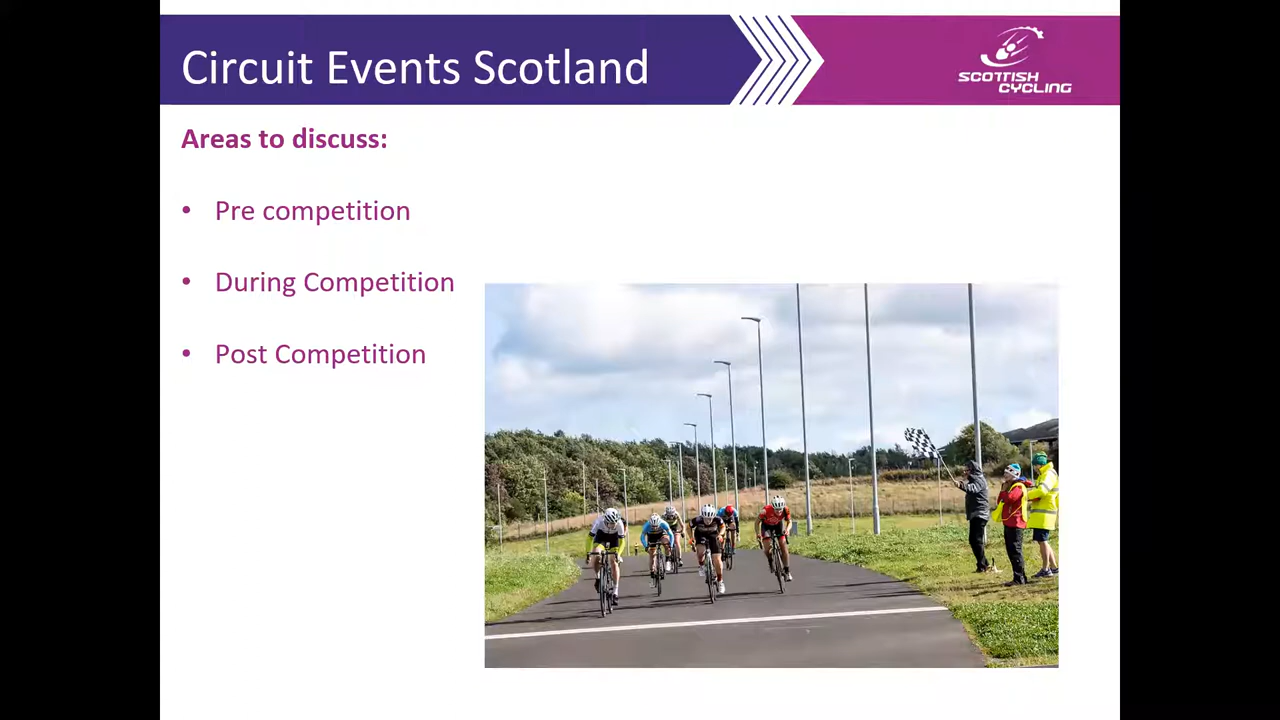 Circuit Events Scotland
SCOTTISH
CYCLING
Areas to discuss:
• Pre competition
• During Competition
• Post Competition